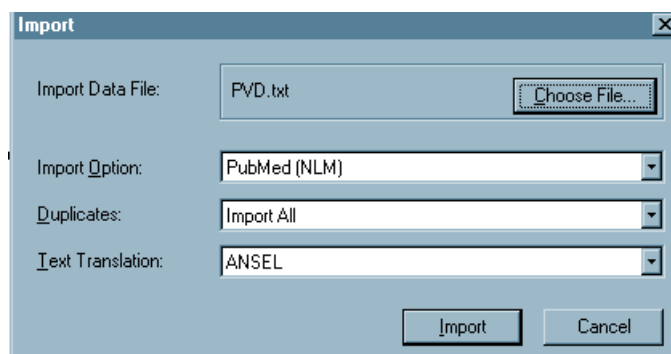 Import
Import Data File: PVD.txt Choose File...
Import Option: PubMed (NLM)
Duplicates: Import All
Text Translation: ANSEL
Import Cancel